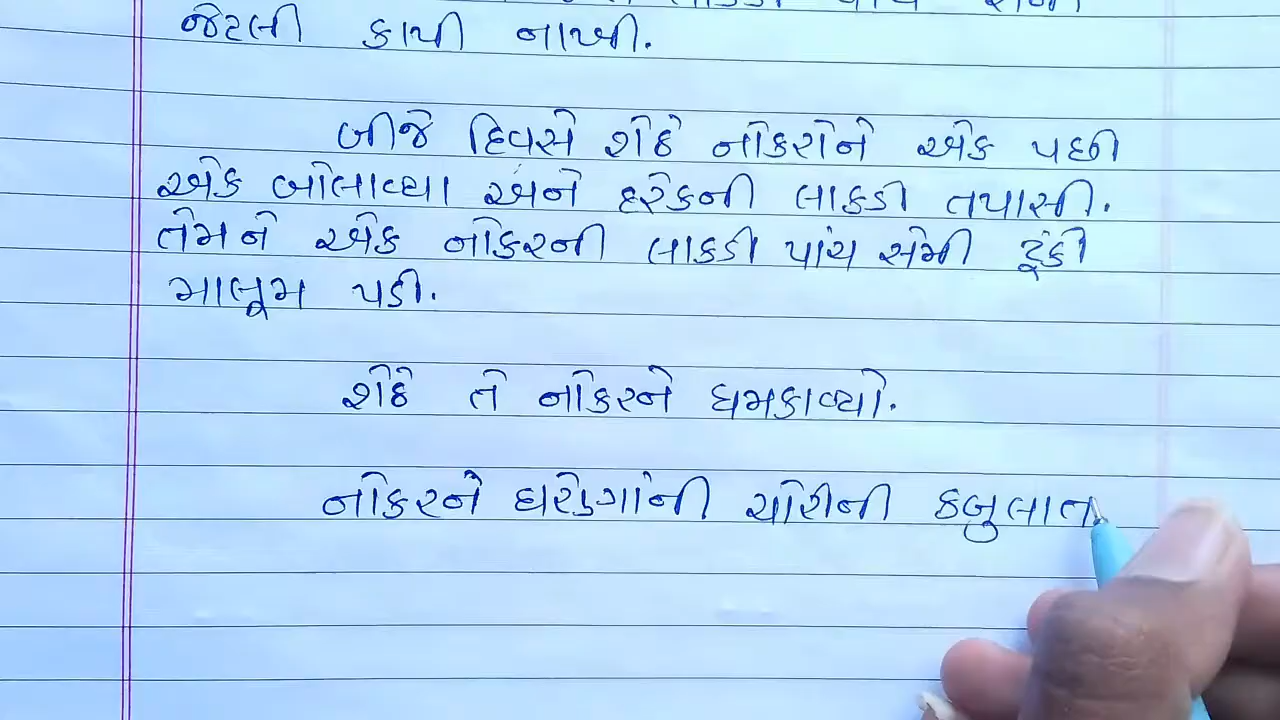 જેટલી કાપી નાખી.
બીજે દિવસે શેઠે નોકરોને એક પછી
એક બોલાવ્યા અને દરેકની લાકડી તપાસી.
તેમને એક નોકરની લાકડી પાંચ સેમી ટૂંકી
માલૂમ પડી.
શેઠે તે નોકરને ધમકાવ્યો.
નોકરને ઘરેણાંની ચોરીની કબુલાત